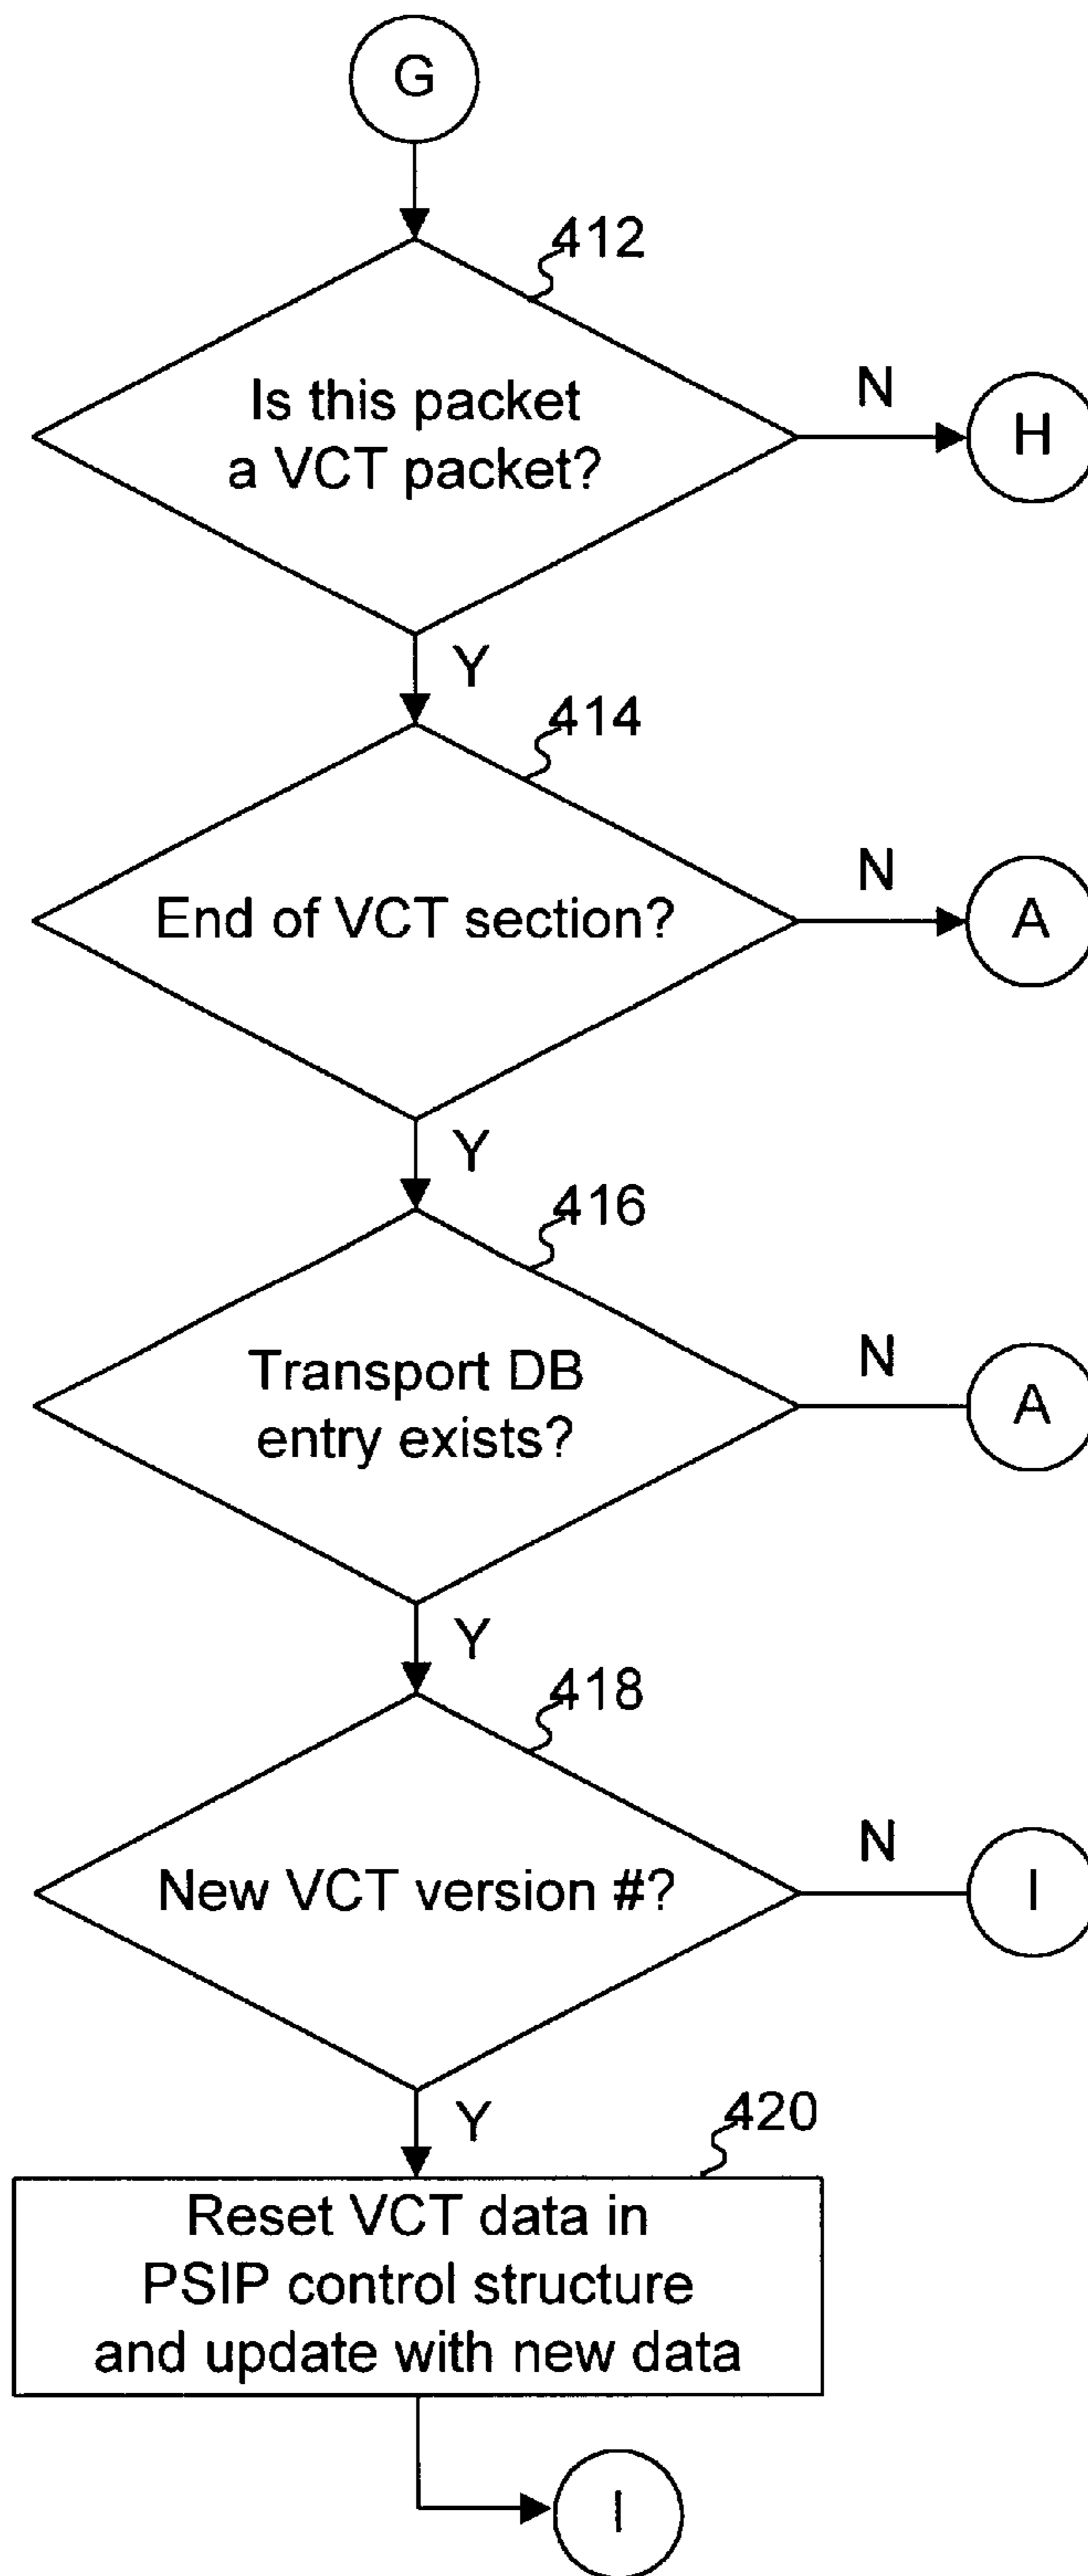 G
412
Is this packet
a VCT packet?
N
H
Y
414
End of VCT section?
N
A
Y
416
Transport DB
entry exists?
N
A
Y
418
New VCT version #?
N
I
Y
420
Reset VCT data in
PSIP control structure
and update with new data
I